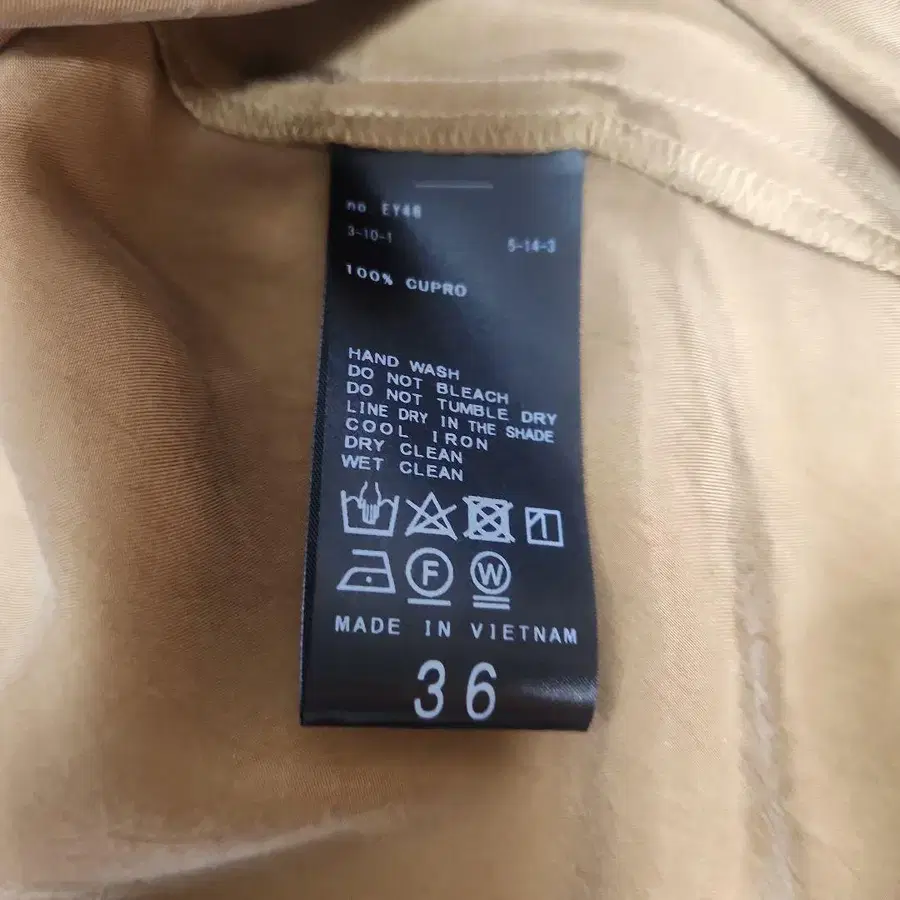 no EY46
3-10-1 5-14-3
100% CUPRO
HAND WASH
DO NOT BLEACH
DO NOT TUMBLE DRY
LINE DRY IN THE SHADE
COOL IRON
DRY CLEAN
WET CLEAN
F W
MADE IN VIETNAM
36